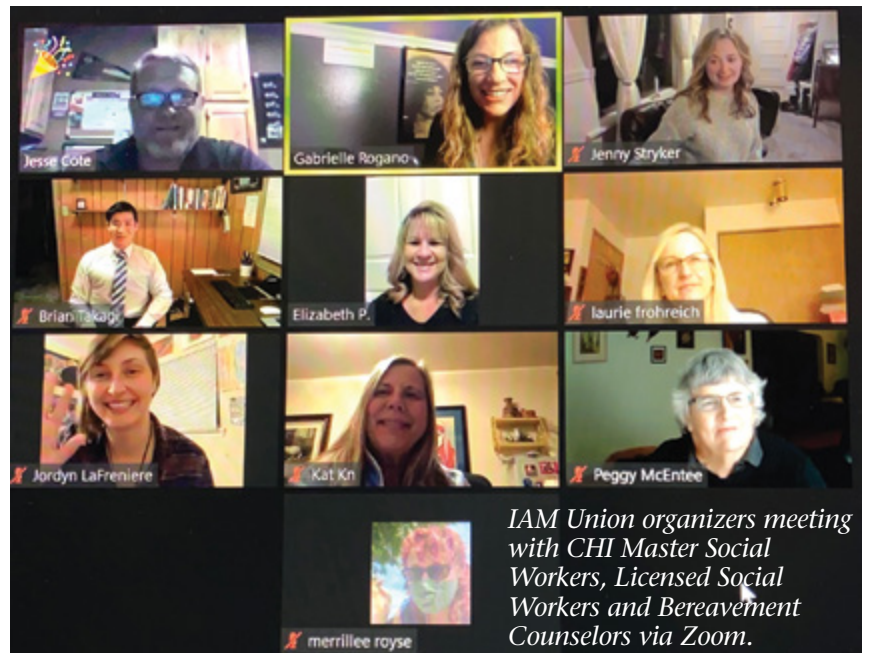 Jesse Cote
Gabrielle Rogano
Jenny Stryker
Brian Takagi
Elizabeth P.
laurie frohreich
Jordyn LaFreniere
Kat Kn
Peggy McEntee
merrillee royse
IAM Union organizers meeting
with CHI Master Social
Workers, Licensed Social
Workers and Bereavement
Counselors via Zoom.